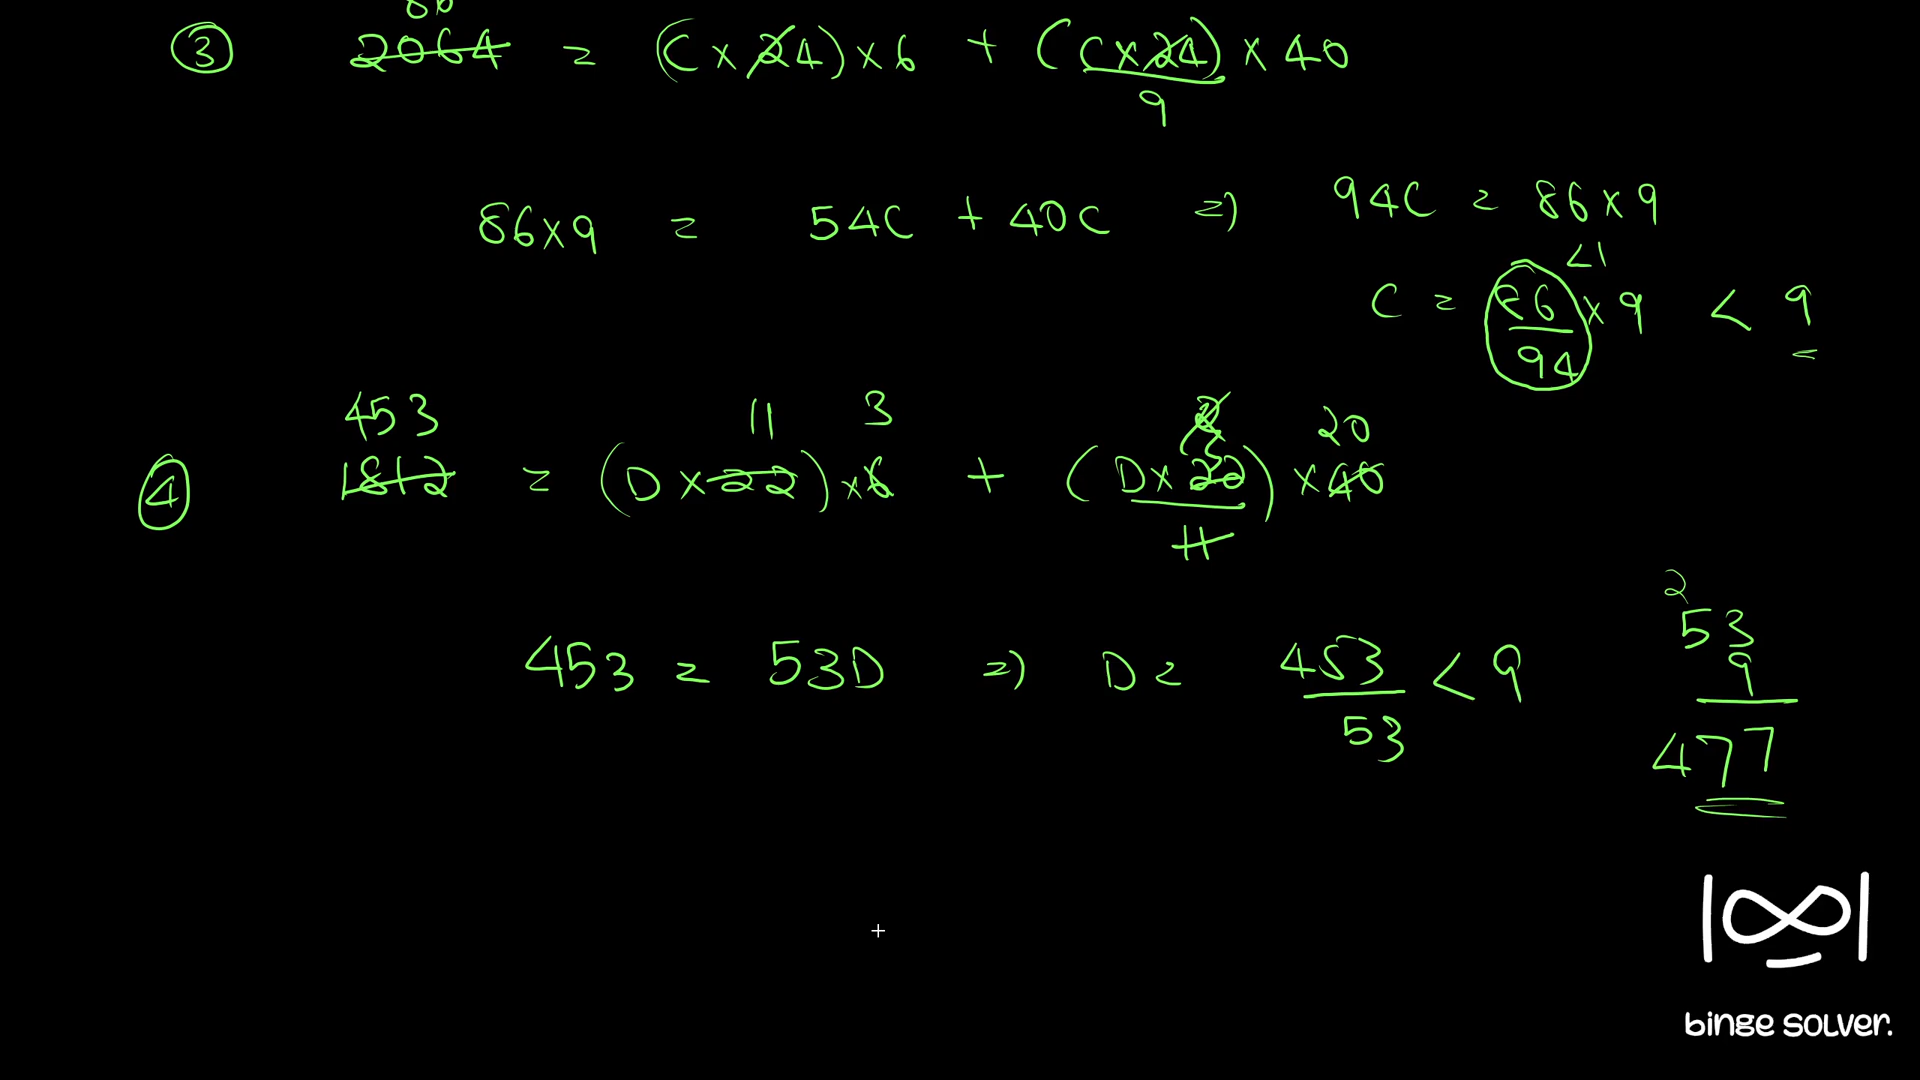 86
③ 2064 = (C × 24) × 6 + (C × 24) × 40
9
86 × 9 = 54C + 40C => 94C = 86 × 9
<1
C = 86 × 9 < 9
94
453 11 3 2 20
④ 1812 = (D × 22) × 6 + (D × 22) × 40
11
453 = 53D => D = 453 < 9
53
2
53
9
477
binge solver.